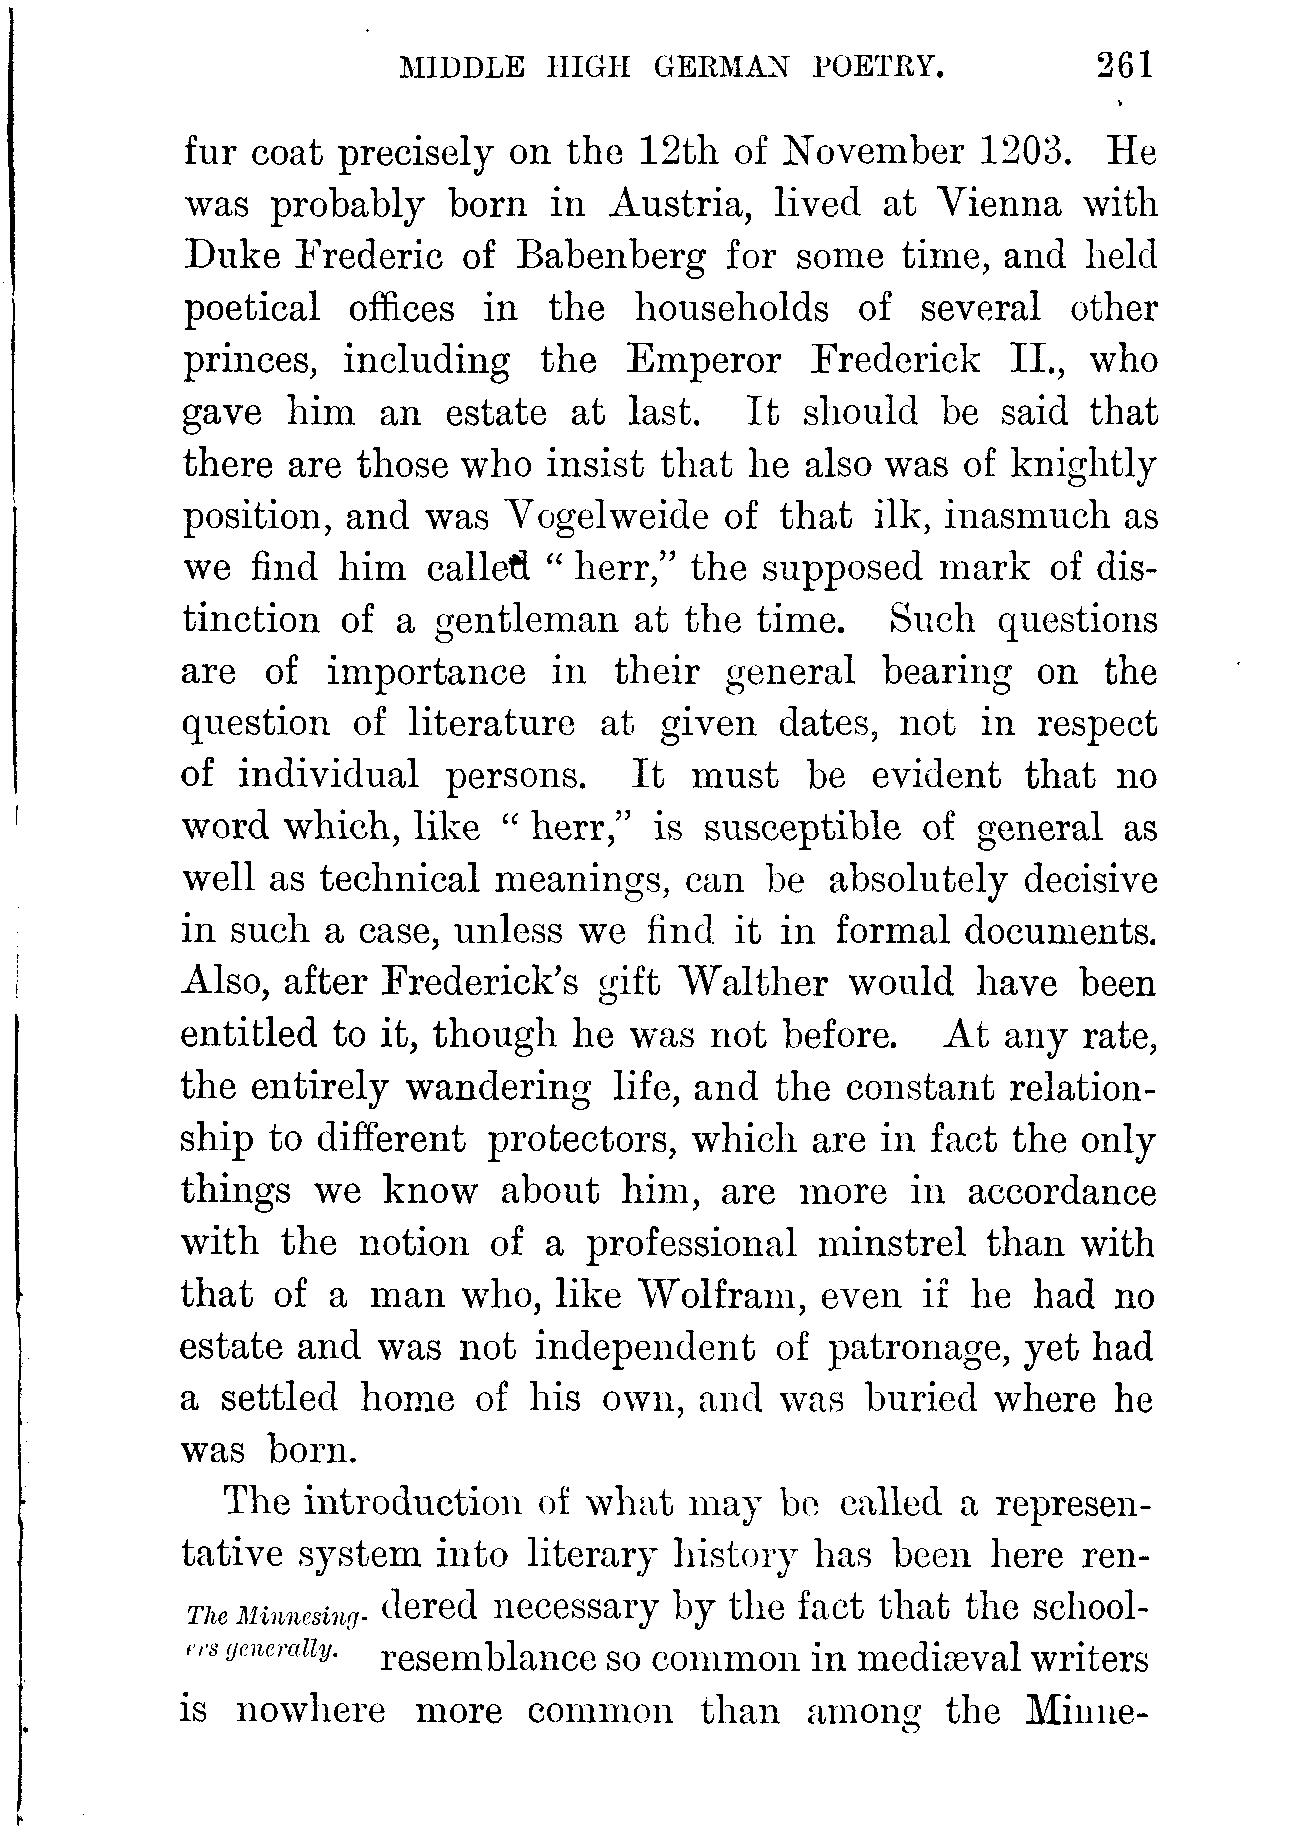 MIDDLE HIGH GERMAN POETRY. 261
fur coat precisely on the 12th of November 1203. He
was probably born in Austria, lived at Vienna with
Duke Frederic of Babenberg for some time, and held
poetical offices in the households of several other
princes, including the Emperor Frederick II., who
gave him an estate at last. It should be said that
there are those who insist that he also was of knightly
position, and was Vogelweide of that ilk, inasmuch as
we find him called “ herr,” the supposed mark of dis-
tinction of a gentleman at the time. Such questions
are of importance in their general bearing on the
question of literature at given dates, not in respect
of individual persons. It must be evident that no
word which, like “ herr,” is susceptible of general as
well as technical meanings, can be absolutely decisive
in such a case, unless we find it in formal documents.
Also, after Frederick’s gift Walther would have been
entitled to it, though he was not before. At any rate,
the entirely wandering life, and the constant relation-
ship to different protectors, which are in fact the only
things we know about him, are more in accordance
with the notion of a professional minstrel than with
that of a man who, like Wolfram, even if he had no
estate and was not independent of patronage, yet had
a settled home of his own, and was buried where he
was born.
The introduction of what may be called a represen-
tative system into literary history has been here ren-
The Minnesing- dered necessary by the fact that the school-
ers generally. resemblance so common in mediæval writers
is nowhere more common than among the Minne-